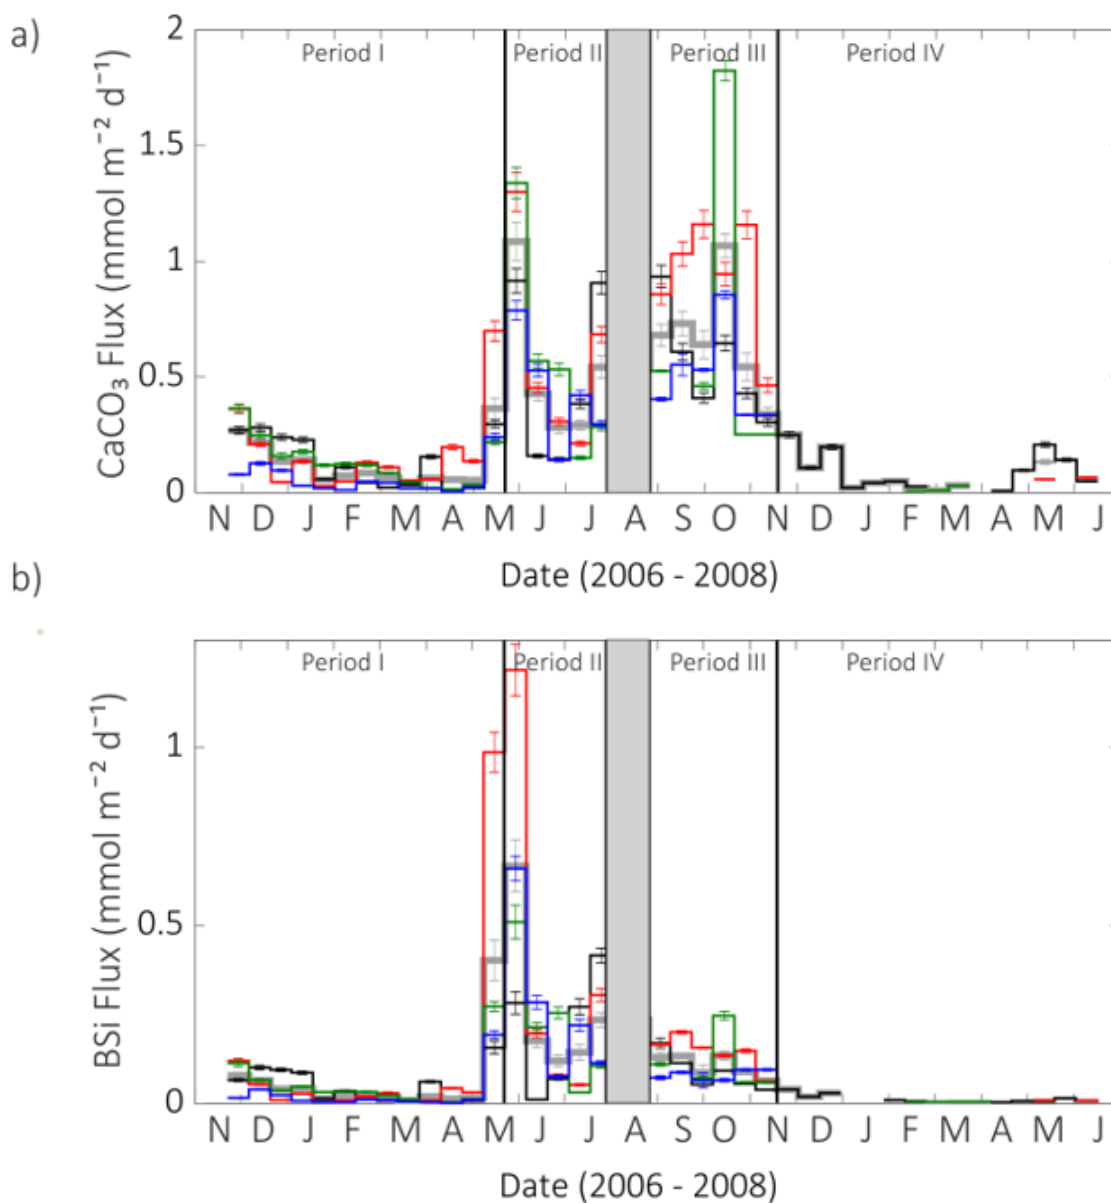 a)
CaCO₃ Flux (mmol m⁻² d⁻¹)
2
1.5
1
0.5
0
Period I Period II Period III Period IV
N D J F M A M J J A S O N D J F M A M J
Date (2006 - 2008)
b)
BSi Flux (mmol m⁻² d⁻¹)
1
0.5
0
Period I Period II Period III Period IV
N D J F M A M J J A S O N D J F M A M J
Date (2006 - 2008)